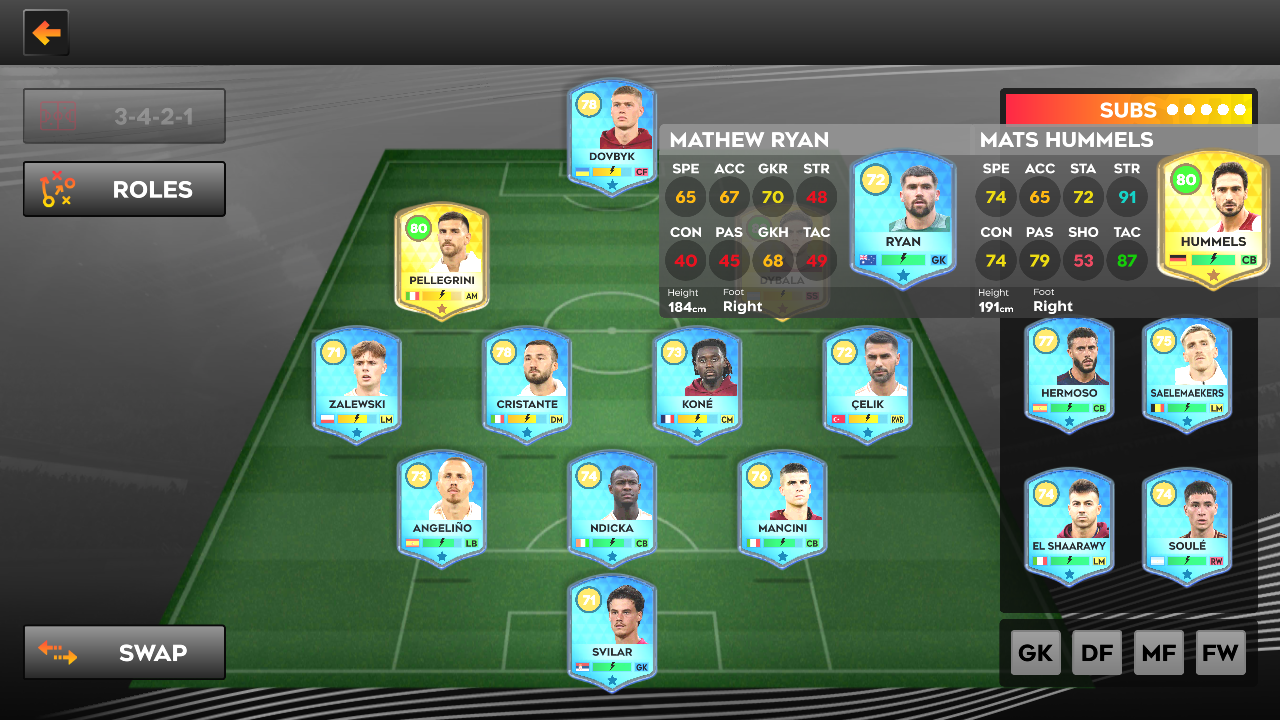 3-4-2-1
ROLES
SWAP
78
DOVBYK
CF
80
PELLEGRINI
AM
DYBALA
SS
71
ZALEWSKI
LM
78
CRISTANTE
DM
73
KONÉ
CM
72
ÇELIK
RWB
73
ANGELIÑO
LB
74
NDICKA
CB
76
MANCINI
CB
71
SVILAR
GK
SUBS
MATHEW RYAN
SPE ACC GKR STR
65 67 70 48
CON PAS GKH TAC
40 45 68 49
Height Foot
184cm Right
72
RYAN
GK
MATS HUMMELS
SPE ACC STA STR
74 65 72 91
CON PAS SHO TAC
74 79 53 87
Height Foot
191cm Right
80
HUMMELS
CB
77
HERMOSO
CB
75
SAELEMAEKERS
LM
74
EL SHAARAWY
LM
74
SOULÉ
RW
GK DF MF FW